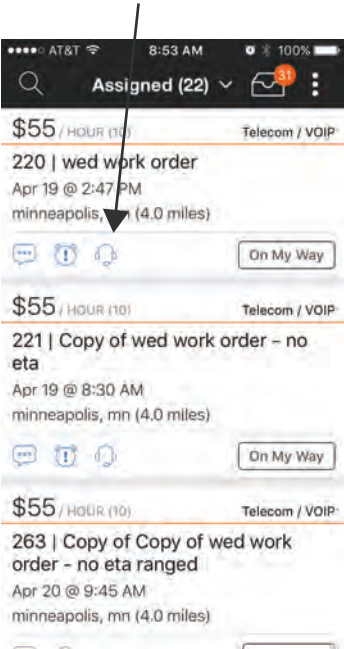 AT&T 8:53 AM 100%
Assigned (22) 31
$55 / HOUR (10) Telecom / VOIP
220 | wed work order
Apr 19 @ 2:47 PM
minneapolis, mn (4.0 miles)
On My Way
$55 / HOUR (10) Telecom / VOIP
221 | Copy of wed work order – no
eta
Apr 19 @ 8:30 AM
minneapolis, mn (4.0 miles)
On My Way
$55 / HOUR (10) Telecom / VOIP
263 | Copy of Copy of wed work
order - no eta ranged
Apr 20 @ 9:45 AM
minneapolis, mn (4.0 miles)